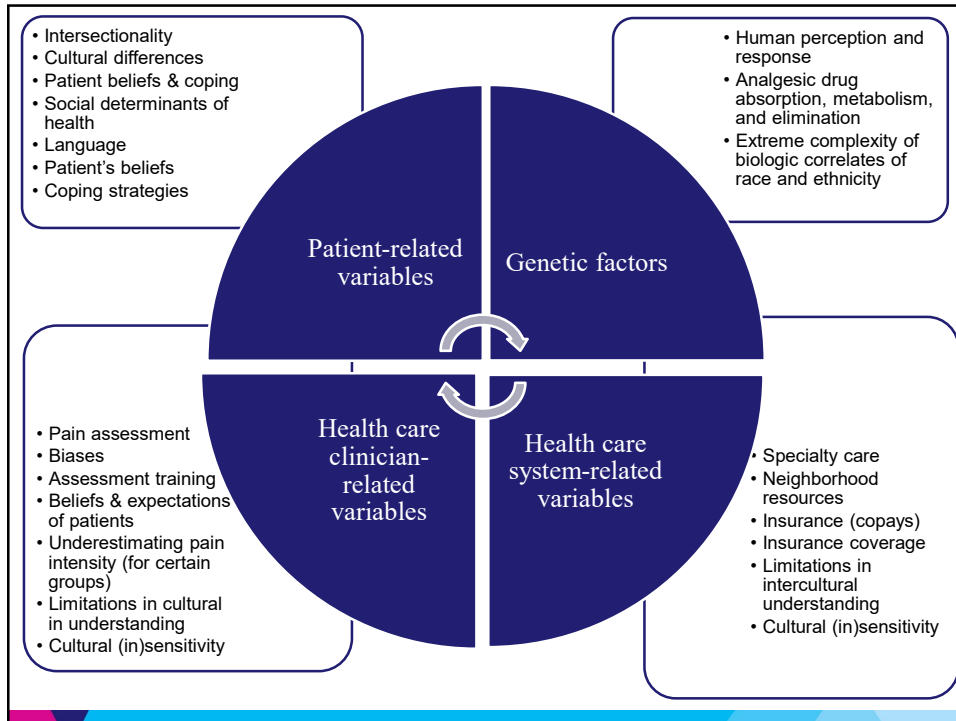 • Intersectionality
• Cultural differences
• Patient beliefs & coping
• Social determinants of
health
• Language
• Patient's beliefs
• Coping strategies
• Human perception and
response
• Analgesic drug
absorption, metabolism,
and elimination
• Extreme complexity of
biologic correlates of
race and ethnicity
Patient-related
variables
Genetic factors
Health care
clinician-
related
variables
Health care
system-related
variables
• Pain assessment
• Biases
• Assessment training
• Beliefs & expectations
of patients
• Underestimating pain
intensity (for certain
groups)
• Limitations in cultural
in understanding
• Cultural (in)sensitivity
• Specialty care
• Neighborhood
resources
• Insurance (copays)
• Insurance coverage
• Limitations in
intercultural
understanding
• Cultural (in)sensitivity